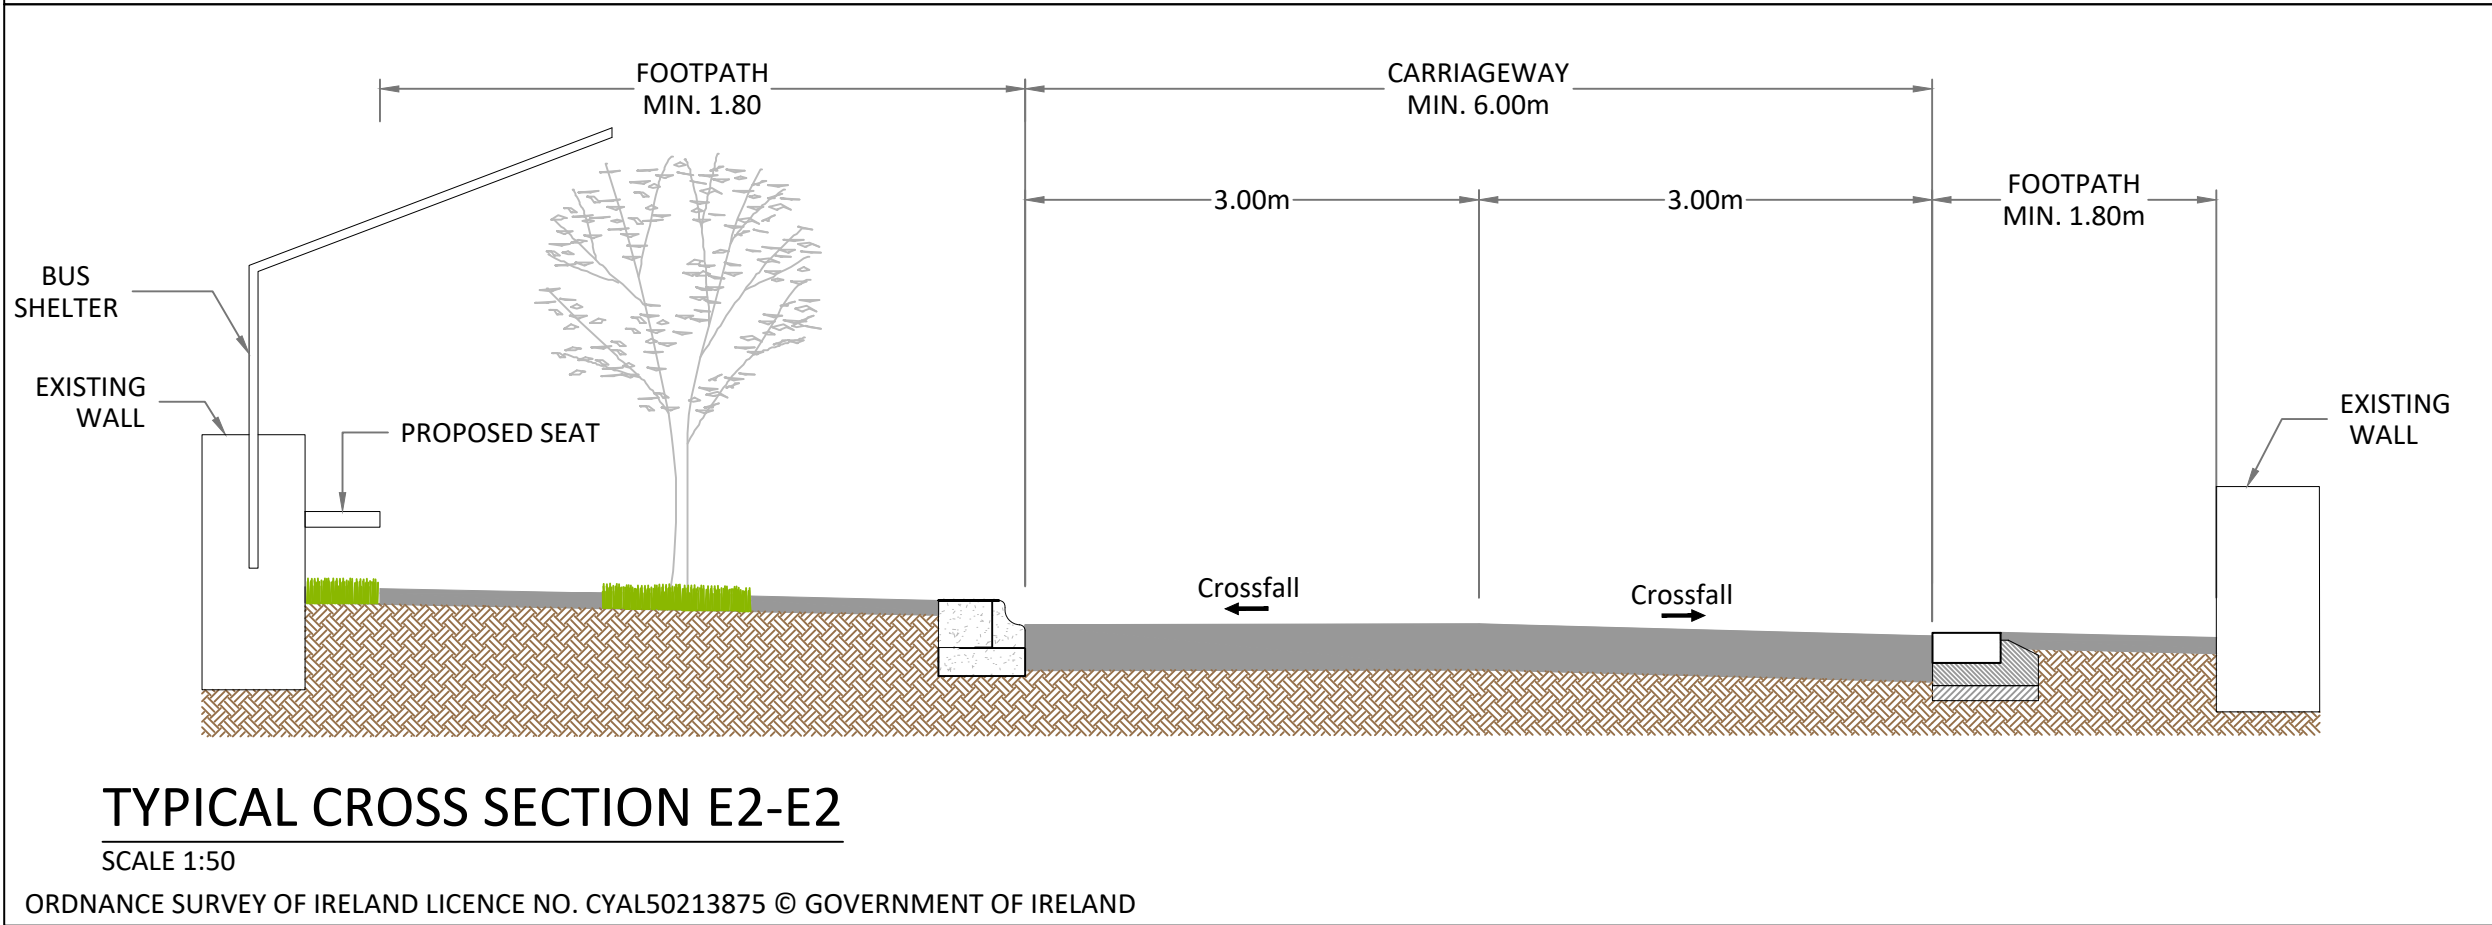 FOOTPATH
MIN. 1.80
CARRIAGEWAY
MIN. 6.00m
3.00m
3.00m
FOOTPATH
MIN. 1.80m
BUS
SHELTER
EXISTING
WALL
PROPOSED SEAT
EXISTING
WALL
Crossfall
Crossfall
TYPICAL CROSS SECTION E2-E2
SCALE 1:50
ORDNANCE SURVEY OF IRELAND LICENCE NO. CYAL50213875 © GOVERNMENT OF IRELAND